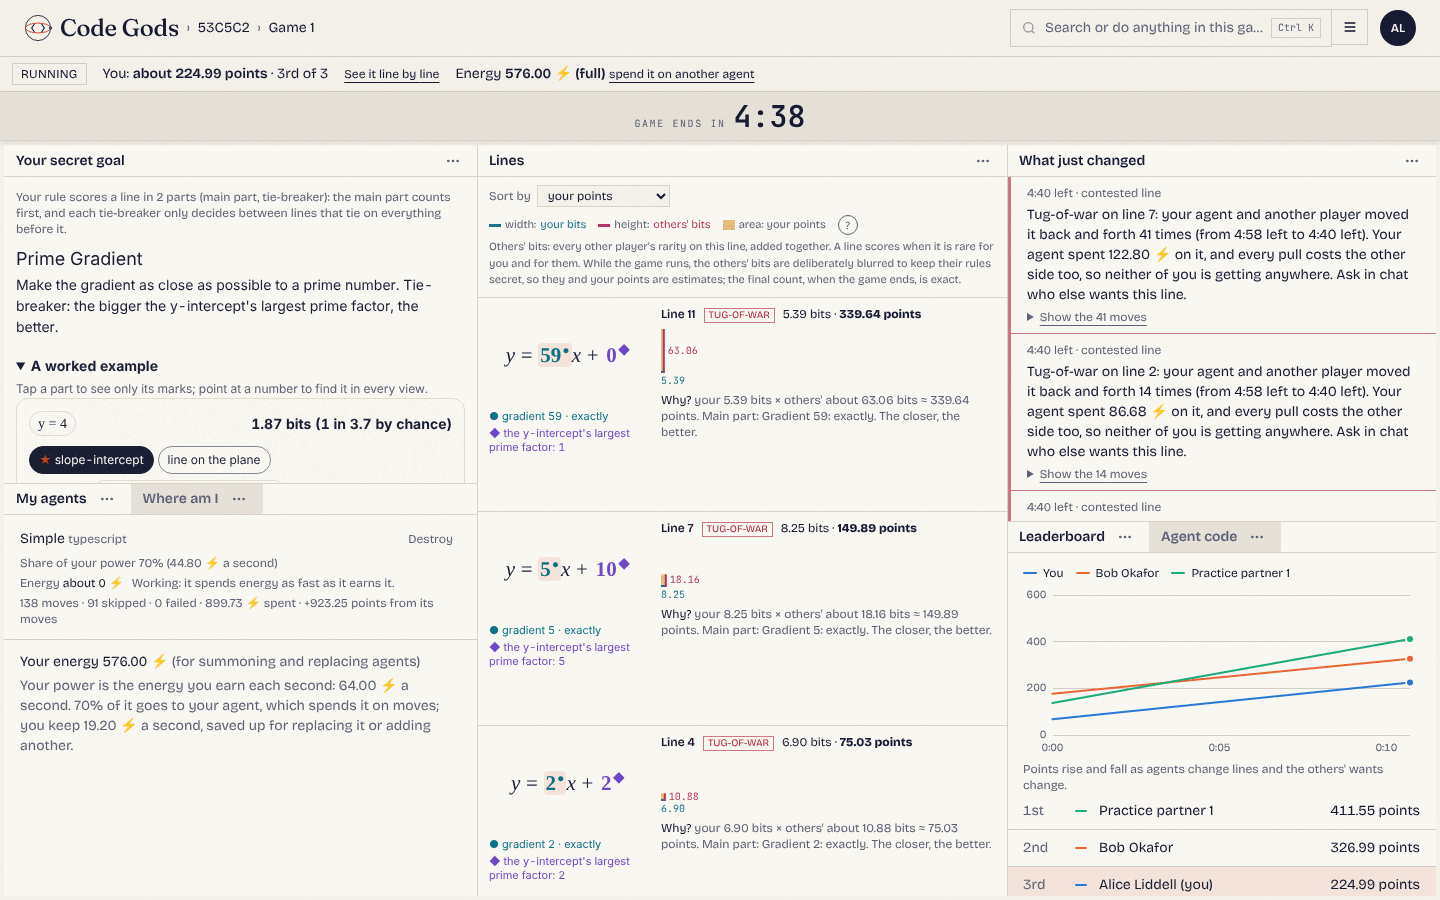 Code Gods › 53C5C2 › Game 1
Search or do anything in this ga... Ctrl K ≡ AL
RUNNING You: about 224.99 points · 3rd of 3 See it line by line Energy 576.00 ⚡ (full) spend it on another agent
GAME ENDS IN 4:38
Your secret goal ···
Your rule scores a line in 2 parts (main part, tie-breaker): the main part counts
first, and each tie-breaker only decides between lines that tie on everything
before it.
Prime Gradient
Make the gradient as close as possible to a prime number. Tie-
breaker: the bigger the y-intercept's largest prime factor, the
better.
▼ A worked example
Tap a part to see only its marks; point at a number to find it in every view.
y = 4 1.87 bits (1 in 3.7 by chance)
★ slope-intercept line on the plane
My agents ··· Where am I ···
Simple typescript Destroy
Share of your power 70% (44.80 ⚡ a second)
Energy about 0 ⚡ Working: it spends energy as fast as it earns it.
138 moves · 91 skipped · 0 failed · 899.73 ⚡ spent · +923.25 points from its
moves
Your energy 576.00 ⚡ (for summoning and replacing agents)
Your power is the energy you earn each second: 64.00 ⚡ a
second. 70% of it goes to your agent, which spends it on moves;
you keep 19.20 ⚡ a second, saved up for replacing it or adding
another.
Lines ···
Sort by your points
width: your bits height: others' bits area: your points ?
Others' bits: every other player's rarity on this line, added together. A line scores when it is rare for
you and for them. While the game runs, the others' bits are deliberately blurred to keep their rules
secret, so they and your points are estimates; the final count, when the game ends, is exact.
Line 11 TUG-OF-WAR 5.39 bits · 339.64 points
y = 59●x + 0◆
63.06
5.39
● gradient 59 · exactly
◆ the y-intercept's largest
prime factor: 1
Why? your 5.39 bits × others' about 63.06 bits ≈ 339.64
points. Main part: Gradient 59: exactly. The closer, the
better.
Line 7 TUG-OF-WAR 8.25 bits · 149.89 points
y = 5●x + 10◆
18.16
8.25
● gradient 5 · exactly
◆ the y-intercept's largest
prime factor: 5
Why? your 8.25 bits × others' about 18.16 bits ≈ 149.89
points. Main part: Gradient 5: exactly. The closer, the better.
Line 4 TUG-OF-WAR 6.90 bits · 75.03 points
y = 2●x + 2◆
10.88
6.90
● gradient 2 · exactly
◆ the y-intercept's largest
prime factor: 2
Why? your 6.90 bits × others' about 10.88 bits ≈ 75.03
points. Main part: Gradient 2: exactly. The closer, the better.
What just changed ···
4:40 left · contested line
Tug-of-war on line 7: your agent and another player moved
it back and forth 41 times (from 4:58 left to 4:40 left). Your
agent spent 122.80 ⚡ on it, and every pull costs the other
side too, so neither of you is getting anywhere. Ask in chat
who else wants this line.
▶ Show the 41 moves
4:40 left · contested line
Tug-of-war on line 2: your agent and another player moved
it back and forth 14 times (from 4:58 left to 4:40 left). Your
agent spent 86.68 ⚡ on it, and every pull costs the other
side too, so neither of you is getting anywhere. Ask in chat
who else wants this line.
▶ Show the 14 moves
4:40 left · contested line
Leaderboard ··· Agent code ···
You Bob Okafor Practice partner 1
600
400
200
0
0:00 0:05 0:10
Points rise and fall as agents change lines and the others' wants
change.
1st Practice partner 1 411.55 points
2nd Bob Okafor 326.99 points
3rd Alice Liddell (you) 224.99 points